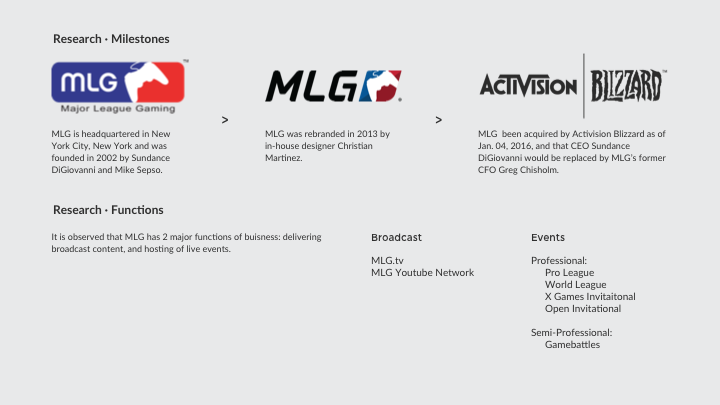 Research · Milestones
MLG
TM
Major League Gaming
MLG is headquartered in New
York City, New York and was
founded in 2002 by Sundance
DiGiovanni and Mike Sepso.
>
MLG
MLG was rebranded in 2013 by
in-house designer Christian
Martinez.
>
ACTIVISION BLIZZARD
MLG  been acquired by Activision Blizzard as of
Jan. 04, 2016, and that CEO Sundance
DiGiovanni would be replaced by MLG's former
CFO Greg Chisholm.
Research · Functions
It is observed that MLG has 2 major functions of buisness: delivering
broadcast content, and hosting of live events.
Broadcast
MLG.tv
MLG Youtube Network
Events
Professional:
Pro League
World League
X Games Invitaitonal
Open Invitational
Semi-Professional:
Gamebattles